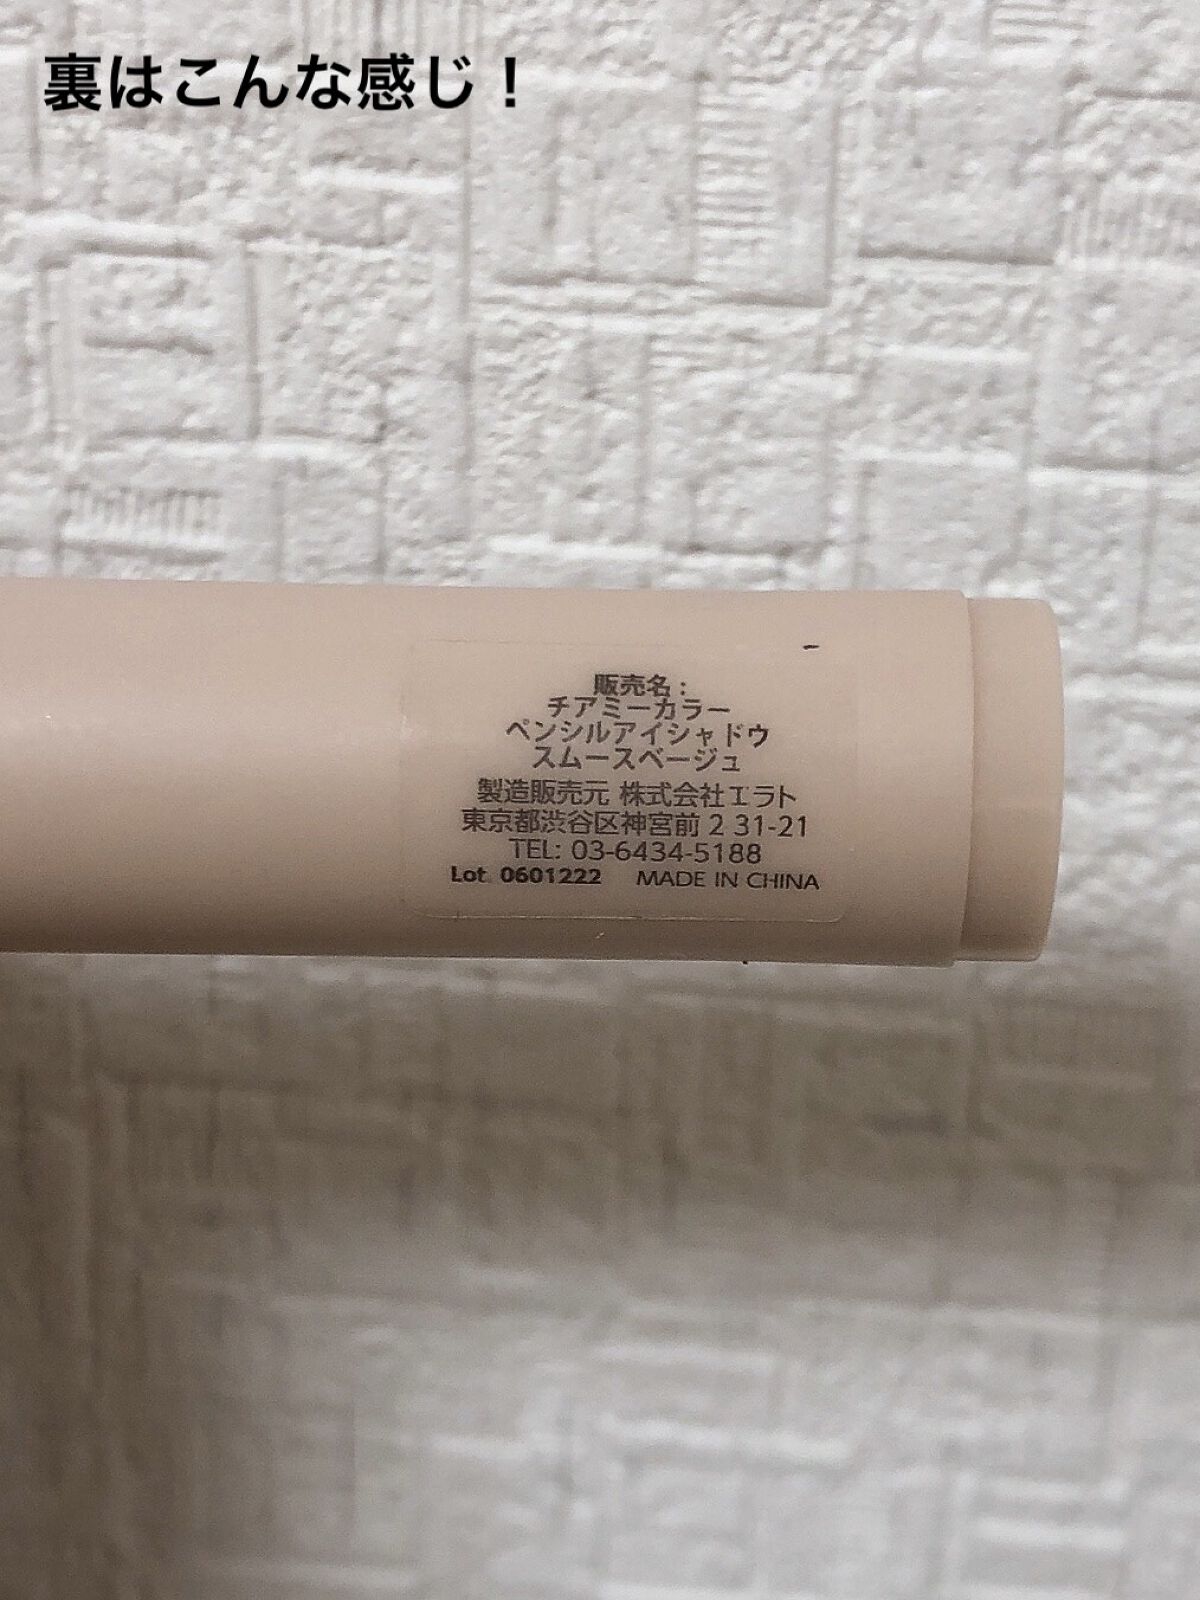 裏はこんな感じ！
販売名：
チアミーカラー
ペンシルアイシャドウ
スムースベージュ
製造販売元 株式会社エラト
東京都渋谷区神宮前 2 31-21
TEL: 03-6434-5188
Lot. 0601222 MADE IN CHINA